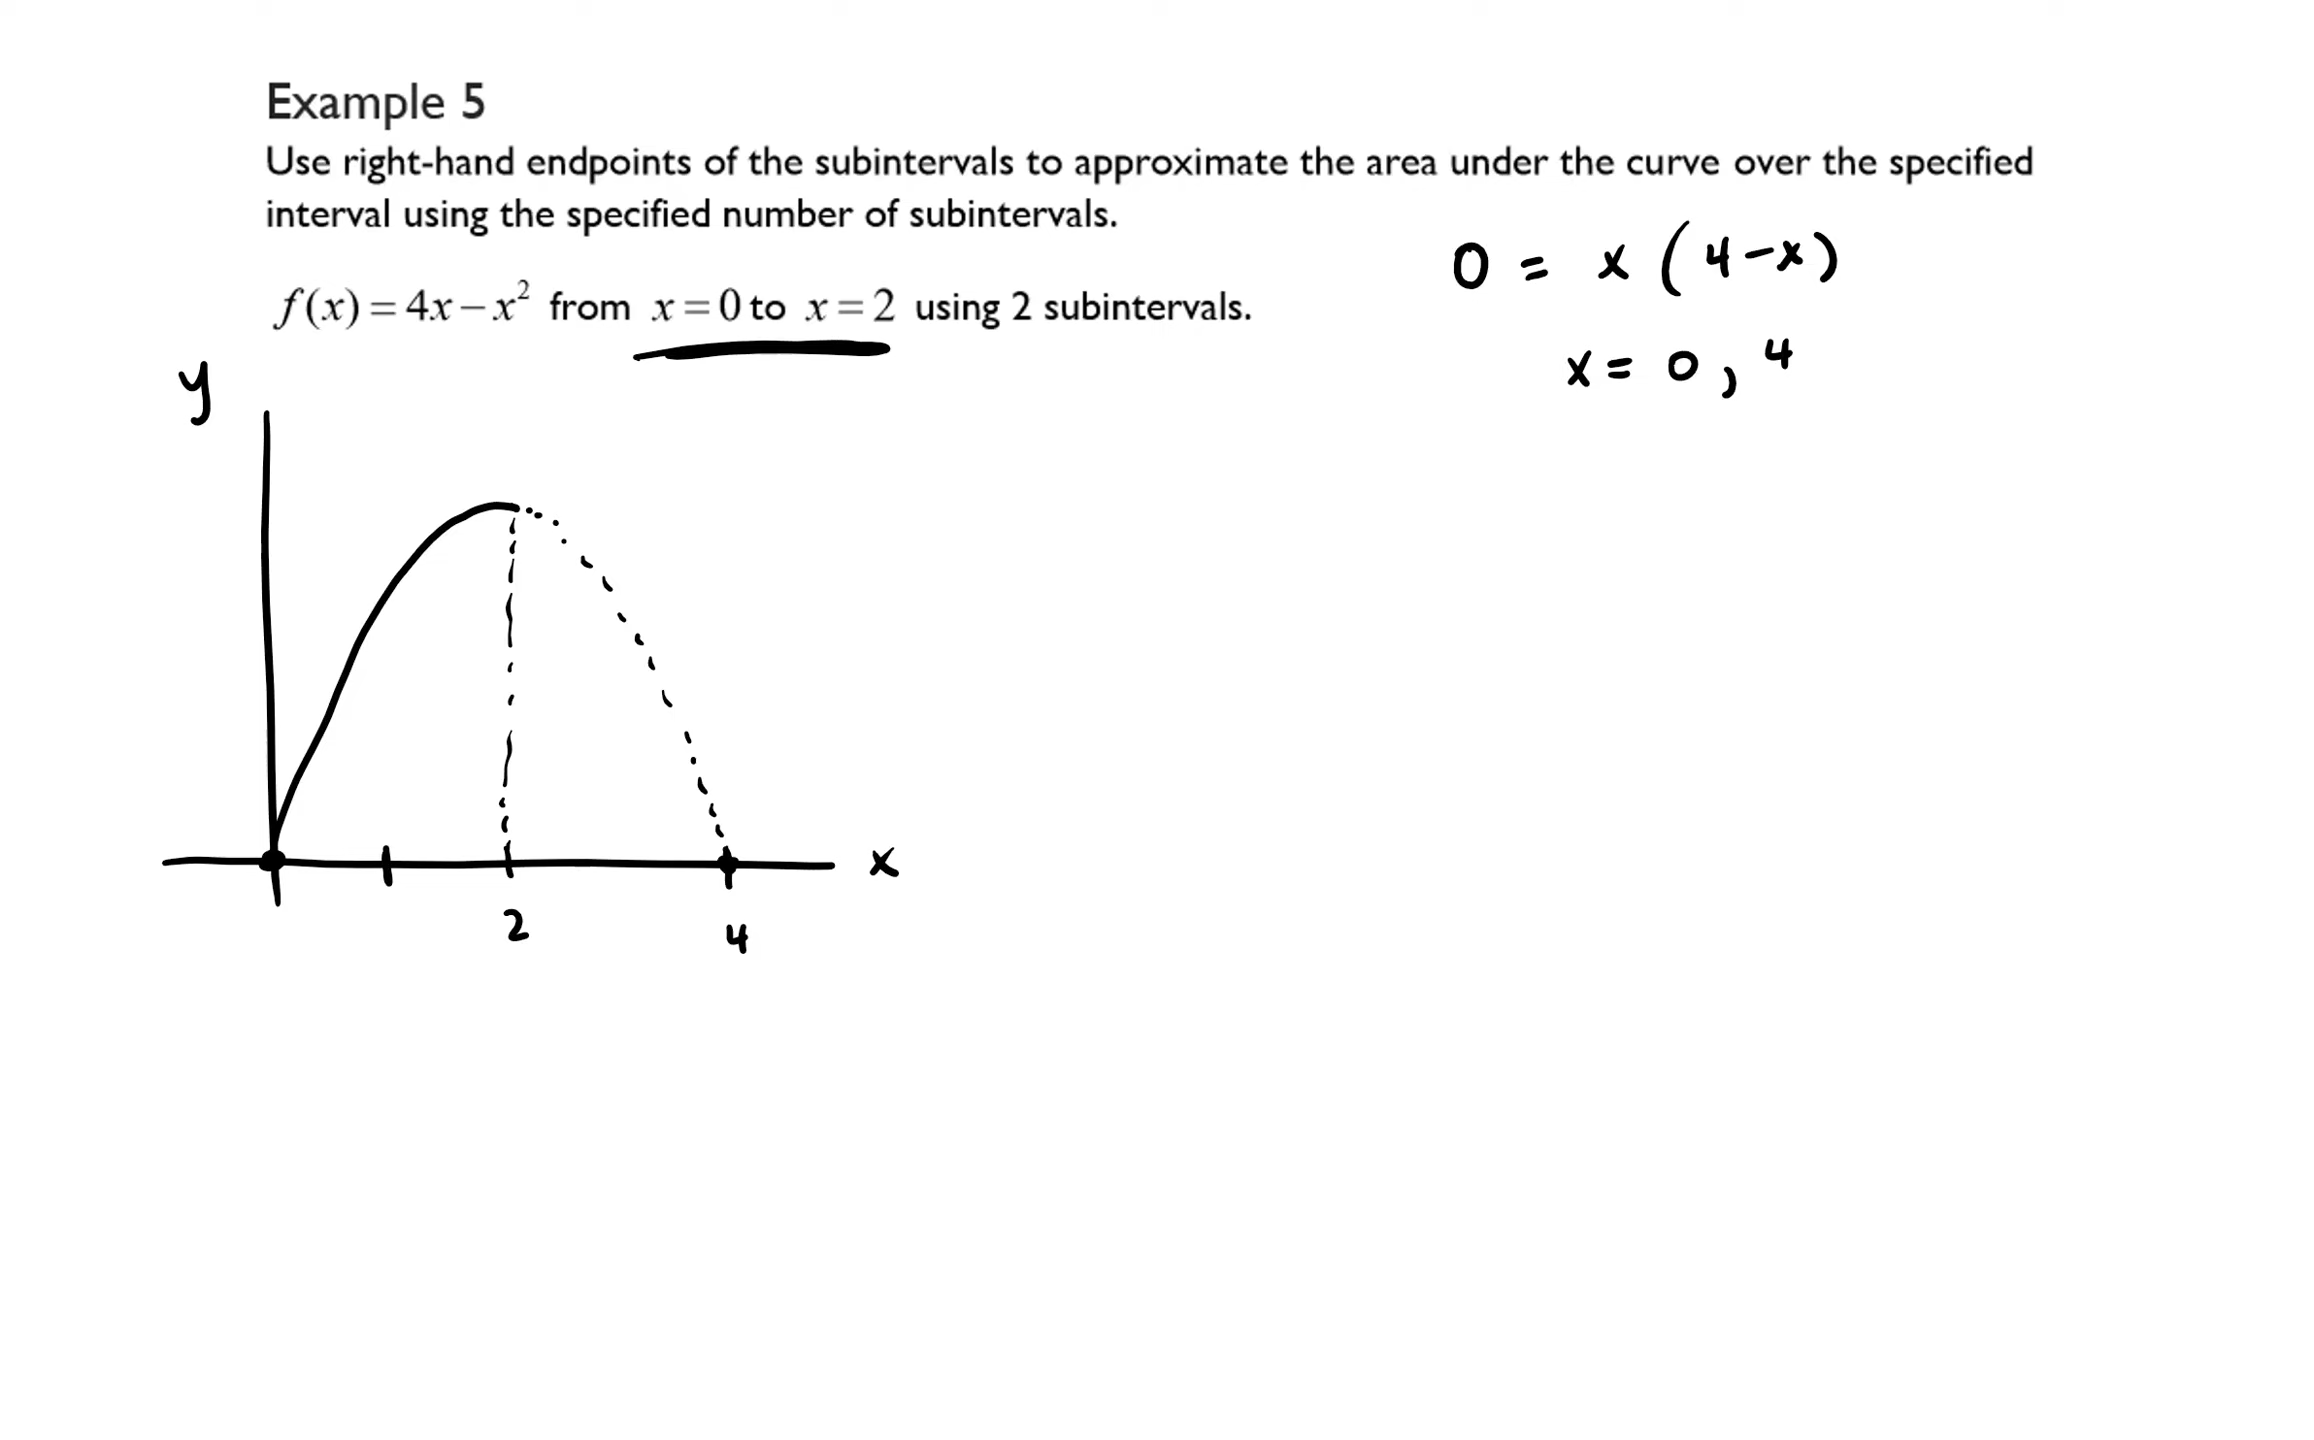 Example 5
Use right-hand endpoints of the subintervals to approximate the area under the curve over the specified
interval using the specified number of subintervals.
f(x) = 4x − x² from x = 0 to x = 2 using 2 subintervals.
0 = x (4-x)
x = 0, 4
y
x
2
4